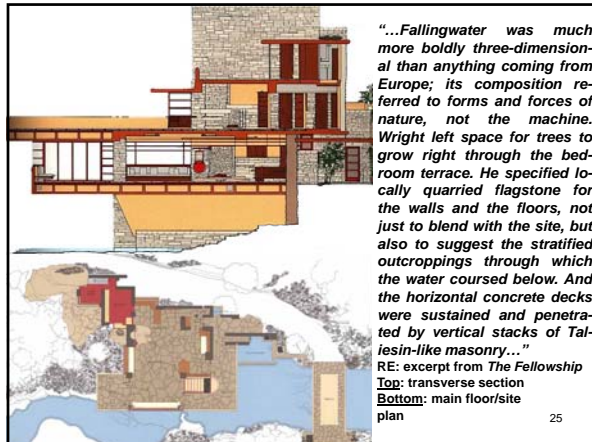 “…Fallingwater was much
more boldly three-dimension-
al than anything coming from
Europe; its composition re-
ferred to forms and forces of
nature, not the machine.
Wright left space for trees to
grow right through the bed-
room terrace. He specified lo-
cally quarried flagstone for
the walls and the floors, not
just to blend with the site, but
also to suggest the stratified
outcroppings through which
the water coursed below. And
the horizontal concrete decks
were sustained and penetra-
ted by vertical stacks of Tal-
iesin-like masonry…”
RE: excerpt from The Fellowship
Top: transverse section
Bottom: main floor/site
plan
25